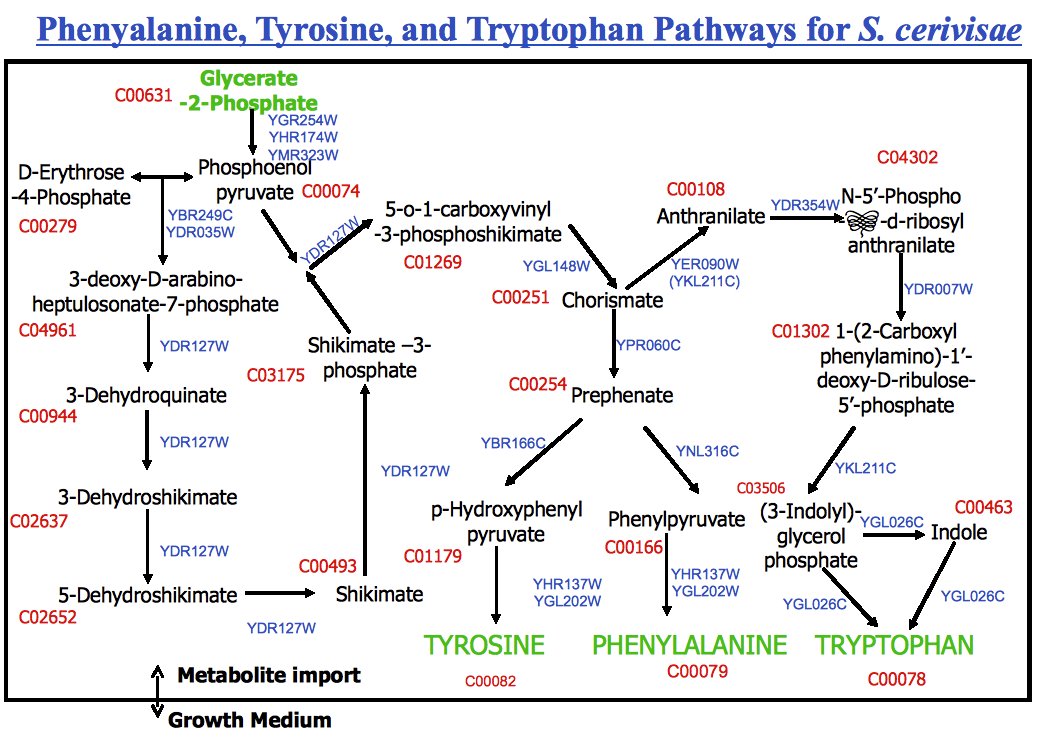 Phenyalanine, Tyrosine, and Tryptophan Pathways for S. cerivisae
Glycerate
-2-Phosphate
C00631
YGR254W
YHR174W
YMR323W
D-Erythrose
-4-Phosphate
C00279
Phosphoenol
pyruvate
C00074
YBR249C
YDR035W
3-deoxy-D-arabino-
heptulosonate-7-phosphate
C04961
YDR127W
3-Dehydroquinate
C00944
YDR127W
3-Dehydroshikimate
C02637
YDR127W
5-Dehydroshikimate
C02652
YDR127W
C00493
Shikimate
YDR127W
Shikimate –3-
phosphate
C03175
YDR127W
5-o-1-carboxyvinyl
-3-phosphoshikimate
C01269
YGL148W
C00251
Chorismate
YER090W
(YKL211C)
C00108
Anthranilate
YDR354W
C04302
N-5’-Phospho
-d-ribosyl
anthranilate
YDR007W
C01302
1-(2-Carboxyl
phenylamino)-1’-
deoxy-D-ribulose-
5’-phosphate
YKL211C
C03506
(3-Indolyl)-
glycerol
phosphate
YGL026C
C00463
Indole
YGL026C
YGL026C
TRYPTOPHAN
C00078
YPR060C
C00254
Prephenate
YBR166C
p-Hydroxyphenyl
pyruvate
C01179
YHR137W
YGL202W
TYROSINE
C00082
YNL316C
Phenylpyruvate
C00166
YHR137W
YGL202W
PHENYLALANINE
C00079
Metabolite import
Growth Medium